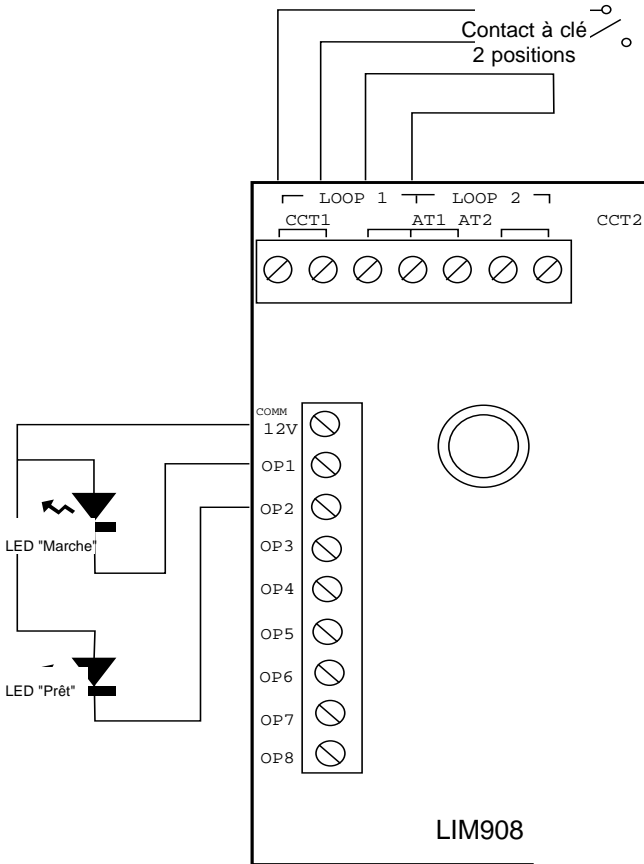 Contact à clé
2 positions
LOOP 1 LOOP 2
CCT1 AT1 AT2 CCT2
COMM
12V
OP1
OP2
LED "Marche"
OP3
OP4
OP5
OP6
LED "Prêt"
OP7
OP8
LIM908